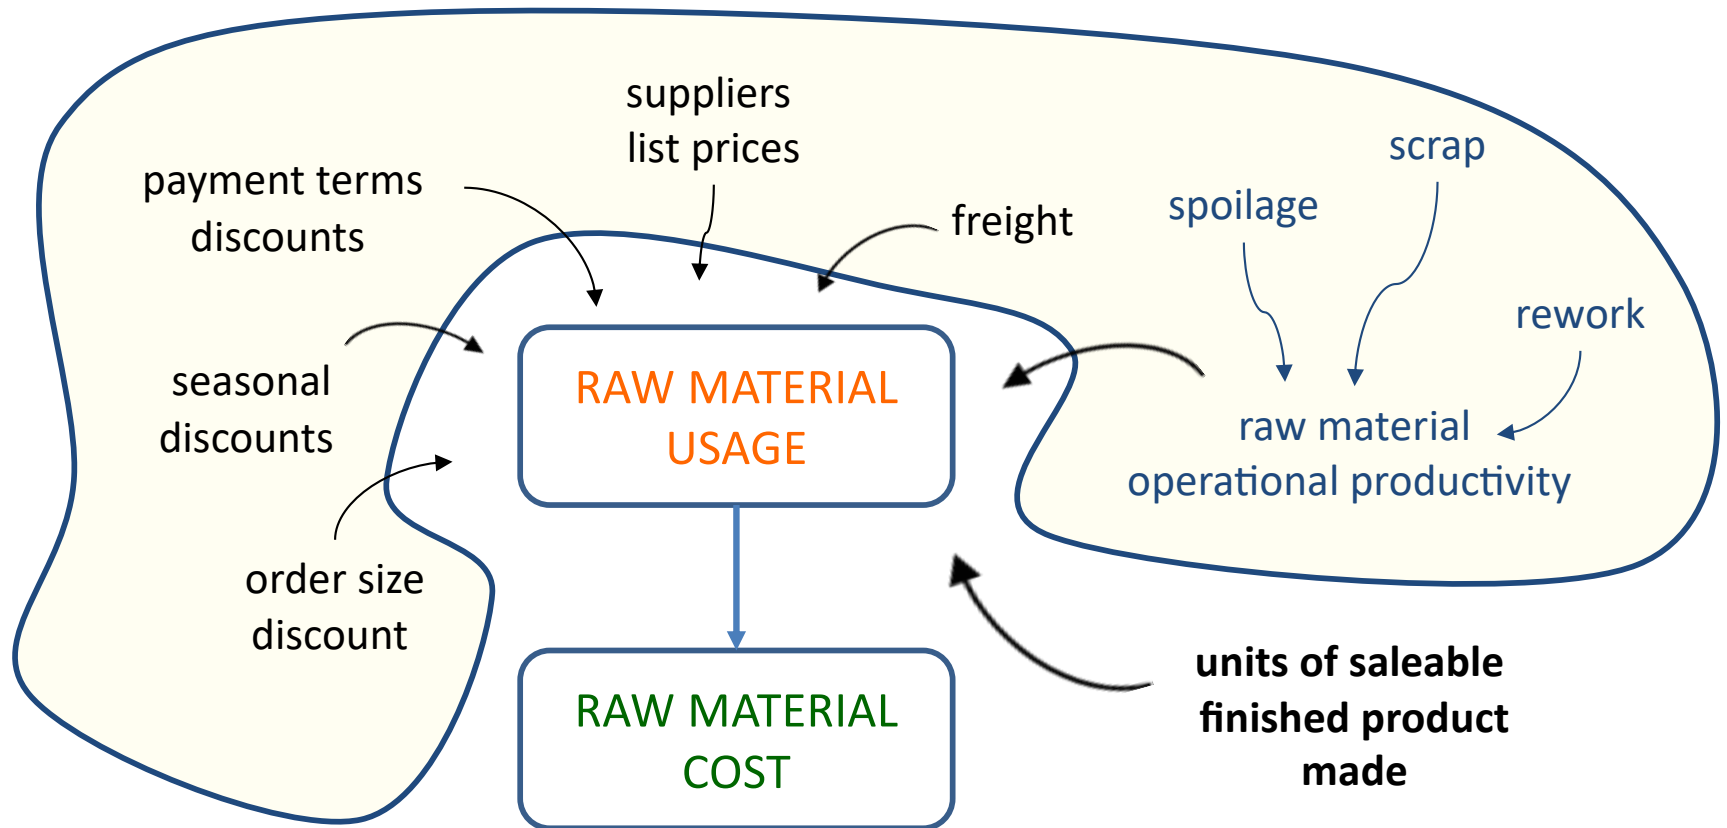 suppliers
list prices
payment terms
discounts
freight
scrap
spoilage
rework
seasonal
discounts
RAW MATERIAL
USAGE
raw material
operational productivity
order size
discount
units of saleable
finished product
made
RAW MATERIAL
COST